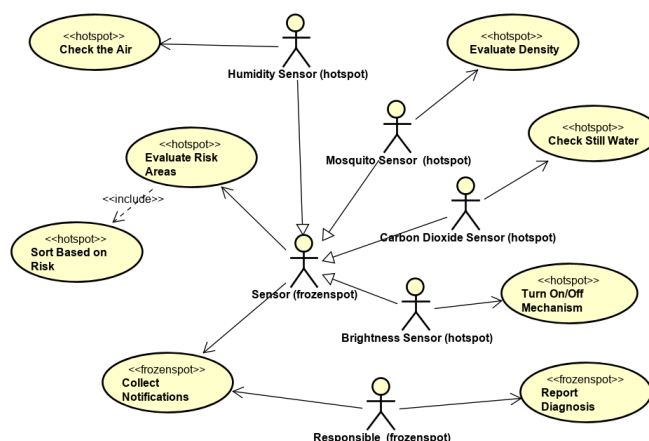 <<hotspot>>
Check the Air
Humidity Sensor (hotspot)
<<hotspot>>
Evaluate Density
<<hotspot>>
Evaluate Risk
Areas
Mosquito Sensor (hotspot)
<<hotspot>>
Check Still Water
<<include>>
<<hotspot>>
Sort Based on
Risk
Carbon Dioxide Sensor (hotspot)
Sensor (frozenspot)
<<hotspot>>
Turn On/Off
Mechanism
Brightness Sensor (hotspot)
<<frozenspot>>
Collect
Notifications
<<frozenspot>>
Report
Diagnosis
Responsible (frozenspot)